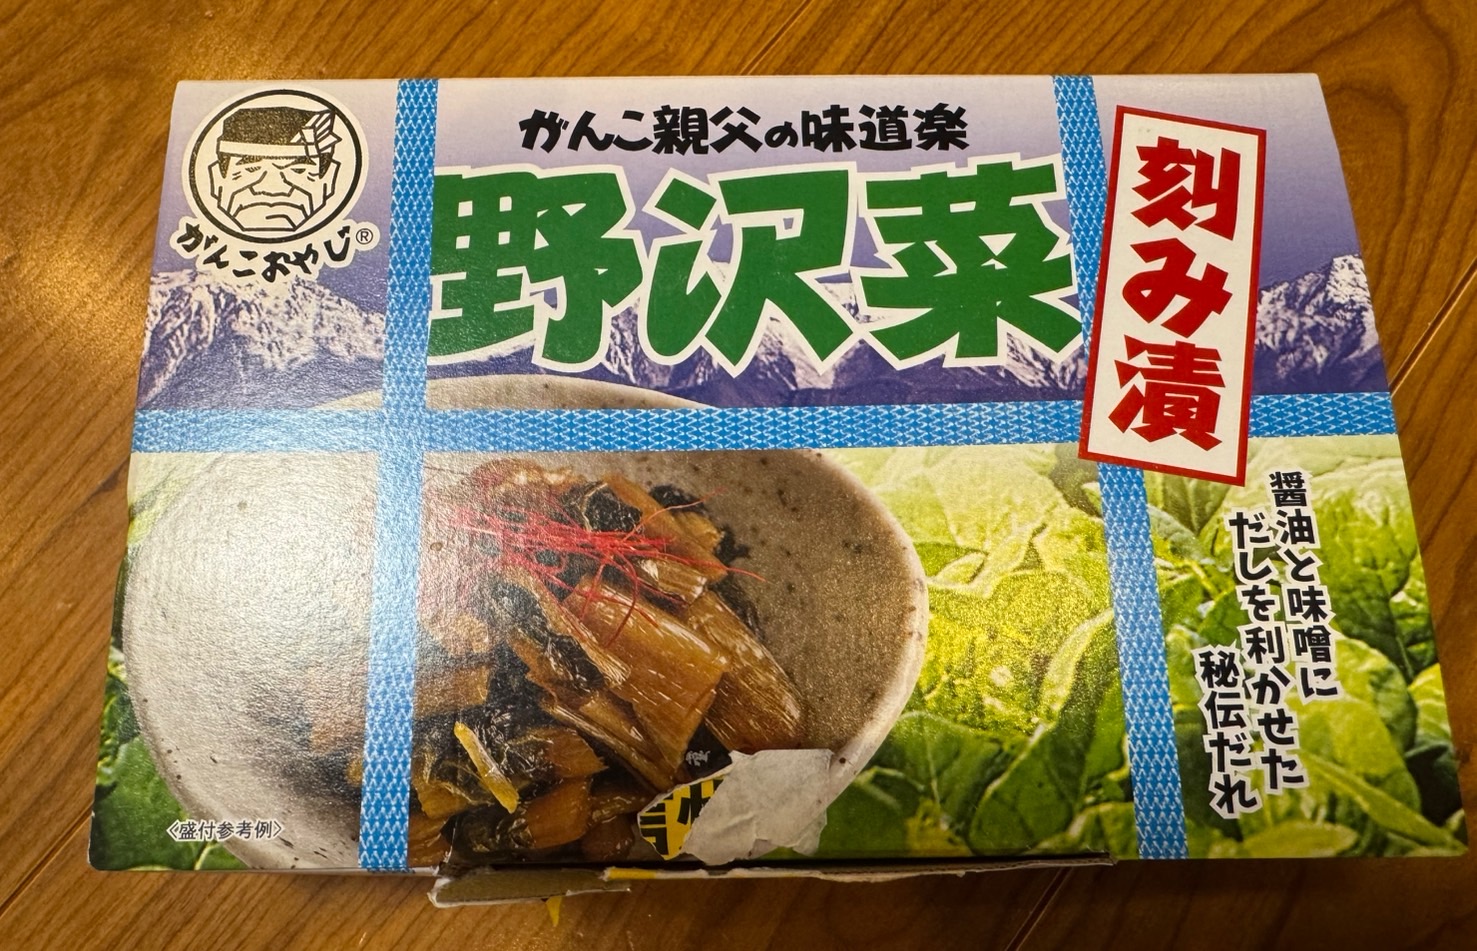 がんこおやじ®
がんこ親父の味道楽
野沢菜
刻み漬
醤油と味噌に
だしを利かせた
秘伝だれ
〈盛付参考例〉